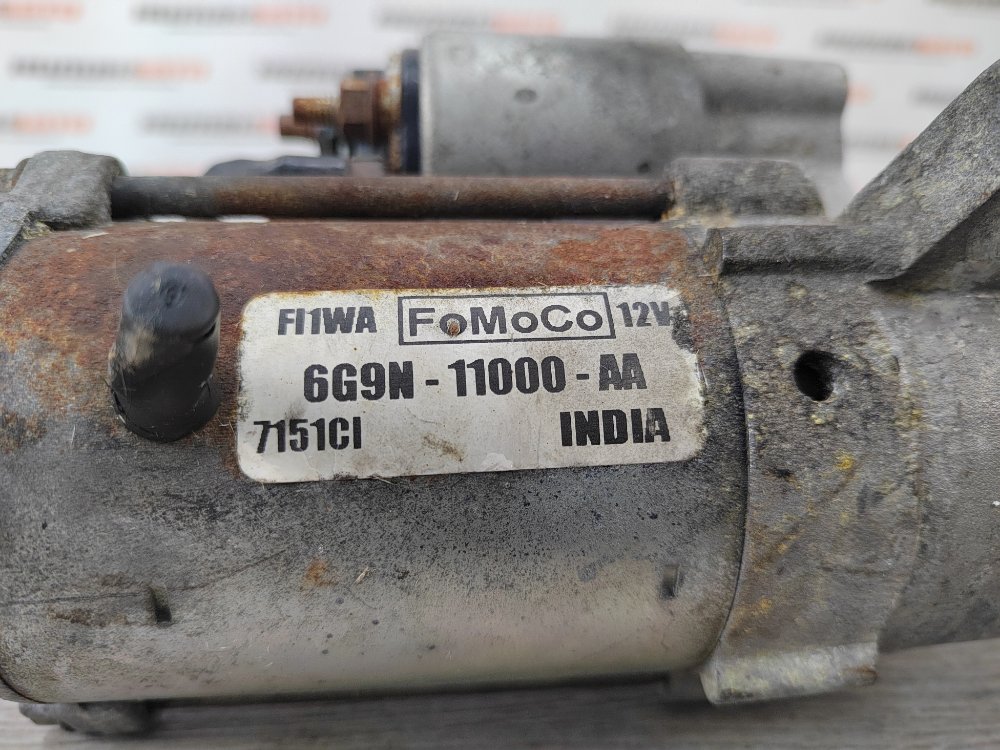 FI1WA FoMoCo 12V
6G9N - 11000 - AA
7151CI INDIA